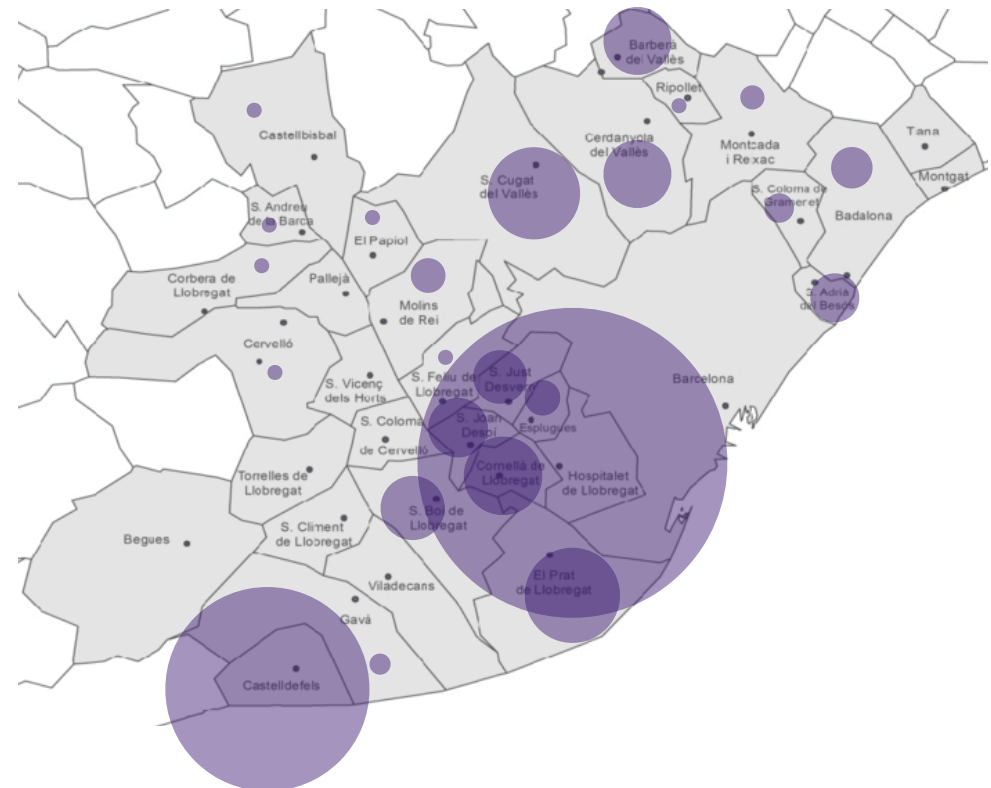 Barbera
del Vallès
Ripollet
Castellbisbal
Cerdanyola
del Vallès
Montcada
i Reixac
Tiana
Montgat
S. Cugat
del Vallès
S. Coloma de
Gramenet
Badalona
S. Andreu
de la Barca
El Papiol
Corbera de
Llobregat
Pallejà
Molins
de Rei
S. Adrià
del Besòs
Cervelló
S. Vicenç
dels Horts
S. Feliu de
Llobregat
S. Just
Desvern
Barcelona
S. Coloma
de Cervelló
S. Joan
Despí
Esplugues
Torrelles de
Llobregat
Cornellà de
Llobregat
Hospitalet
de Llobregat
S. Boi de
Llobregat
Begues
S. Climent
de Llobregat
Viladecans
El Prat
de Llobregat
Gavà
Castelldefels